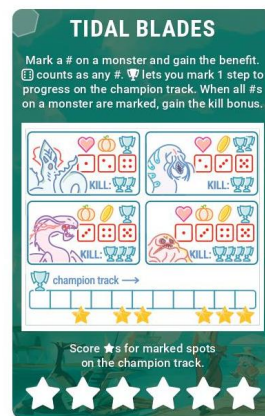 TIDAL BLADES
Mark a # on a monster and gain the benefit.
counts as any #. lets you mark 1 step to
progress on the champion track. When all #s
on a monster are marked, gain the kill bonus.
KILL:
KILL:
KILL:
KILL:
champion track
Score ★s for marked spots
on the champion track.